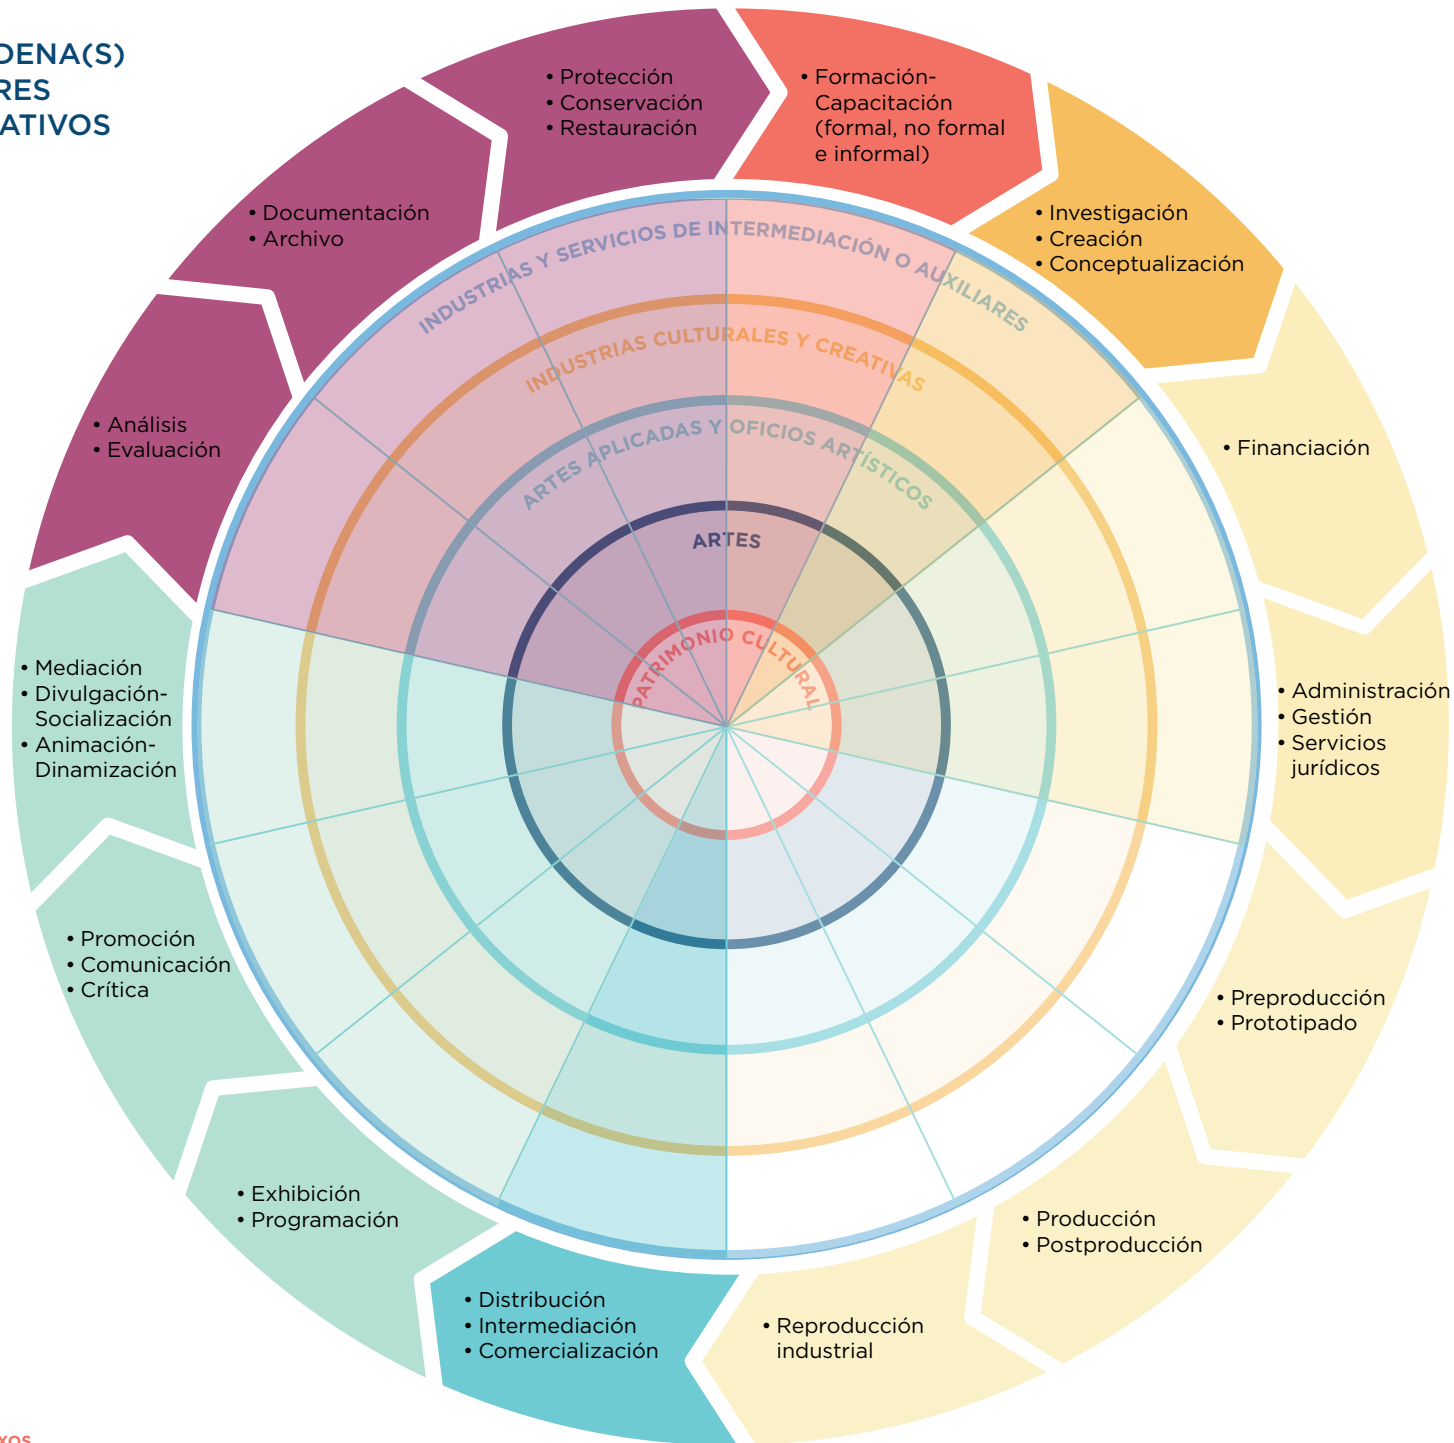 DENA(S)
RES
ATIVOS
• Protección
• Conservación
• Restauración
• Formación-
Capacitación
(formal, no formal
e informal)
• Investigación
• Creación
• Conceptualización
• Financiación
• Administración
• Gestión
• Servicios
jurídicos
• Preproducción
• Prototipado
• Producción
• Postproducción
• Reproducción
industrial
• Distribución
• Intermediación
• Comercialización
• Exhibición
• Programación
• Promoción
• Comunicación
• Crítica
• Mediación
• Divulgación-
Socialización
• Animación-
Dinamización
• Análisis
• Evaluación
• Documentación
• Archivo
INDUSTRIAS Y SERVICIOS DE INTERMEDIACIÓN O AUXILIARES
INDUSTRIAS CULTURALES Y CREATIVAS
ARTES APLICADAS Y OFICIOS ARTÍSTICOS
ARTES
PATRIMONIO CULTURAL